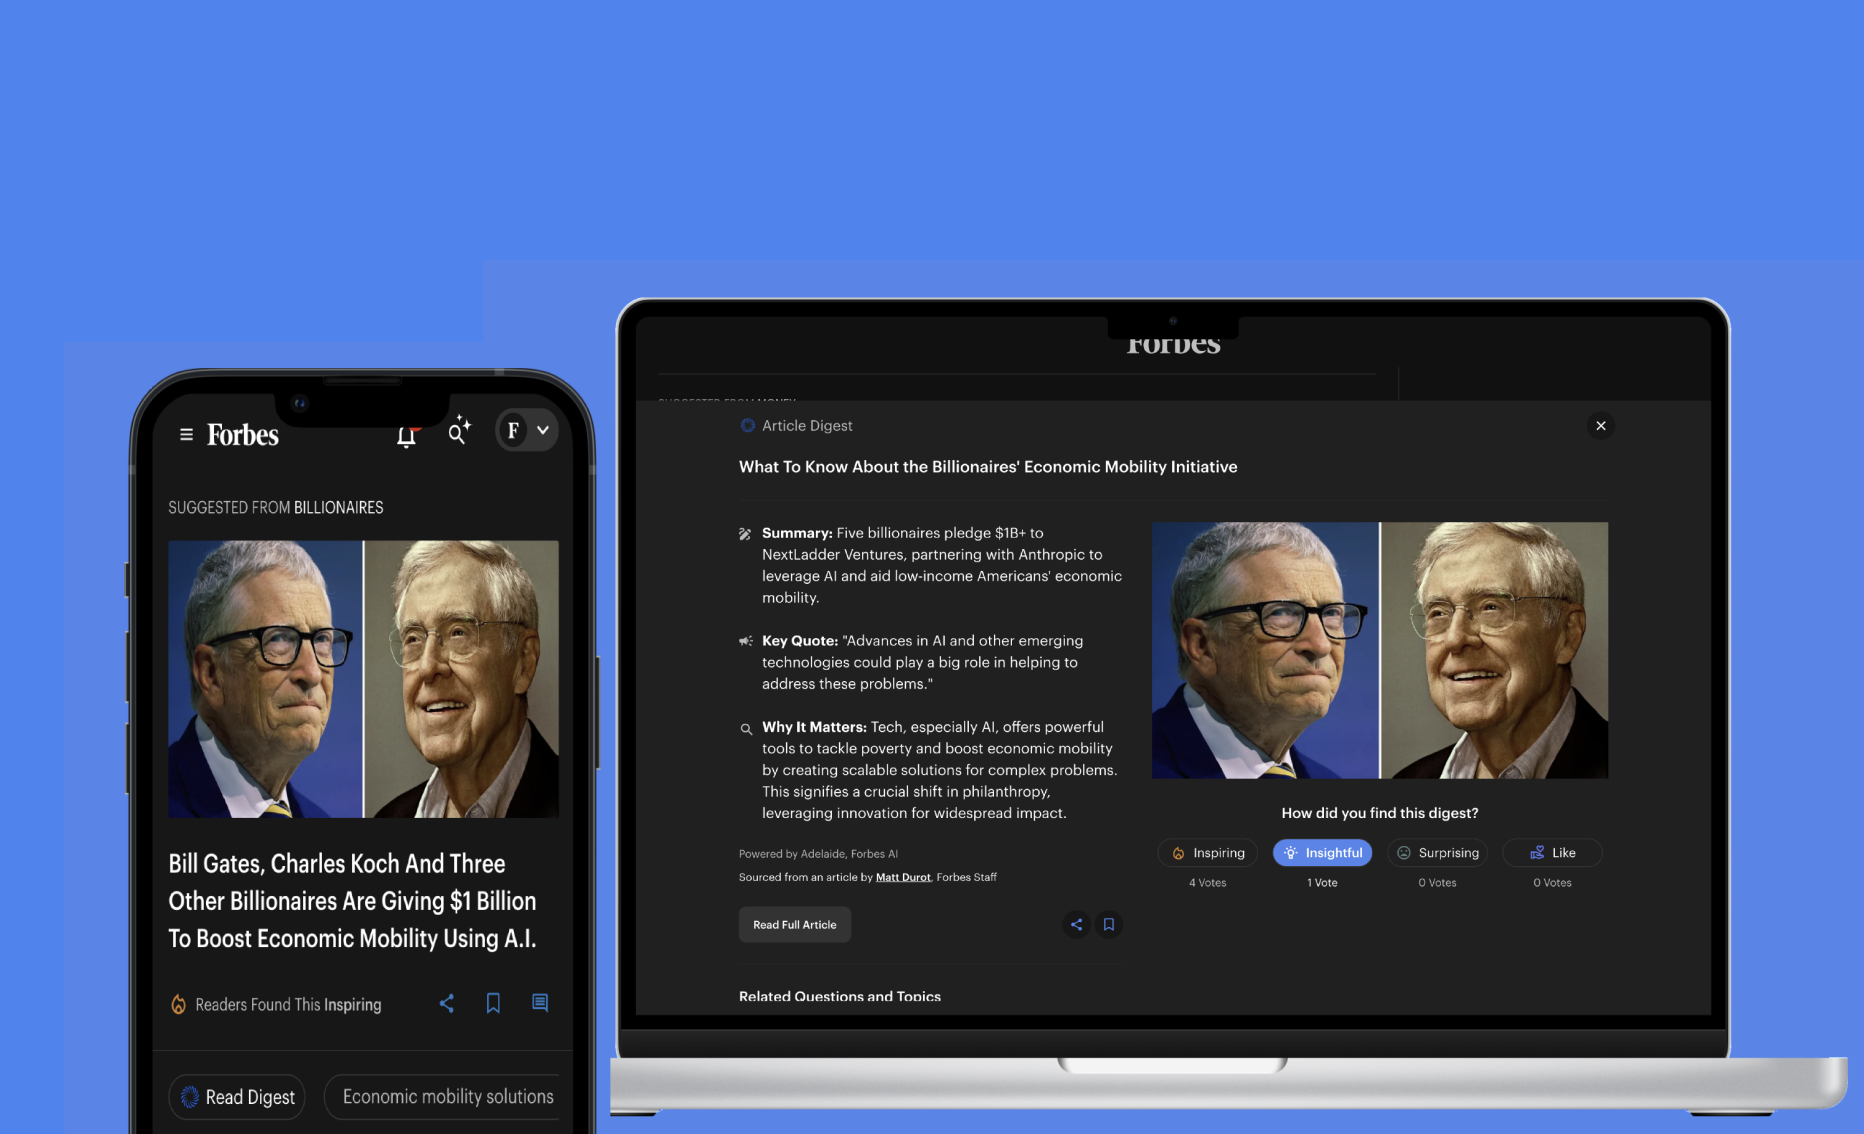 Forbes
F
SUGGESTED FROM BILLIONAIRES
Bill Gates, Charles Koch And Three
Other Billionaires Are Giving $1 Billion
To Boost Economic Mobility Using A.I.
Readers Found This Inspiring
Read Digest
Economic mobility solutions
Forbes
SUGGESTED FROM MONEY
Article Digest
What To Know About the Billionaires' Economic Mobility Initiative
Summary: Five billionaires pledge $1B+ to
NextLadder Ventures, partnering with Anthropic to
leverage AI and aid low-income Americans' economic
mobility.
Key Quote: "Advances in AI and other emerging
technologies could play a big role in helping to
address these problems."
Why It Matters: Tech, especially AI, offers powerful
tools to tackle poverty and boost economic mobility
by creating scalable solutions for complex problems.
This signifies a crucial shift in philanthropy,
leveraging innovation for widespread impact.
Powered by Adelaide, Forbes AI
Sourced from an article by Matt Durot, Forbes Staff
Read Full Article
Related Questions and Topics
How did you find this digest?
Inspiring
Insightful
Surprising
Like
4 Votes
1 Vote
0 Votes
0 Votes